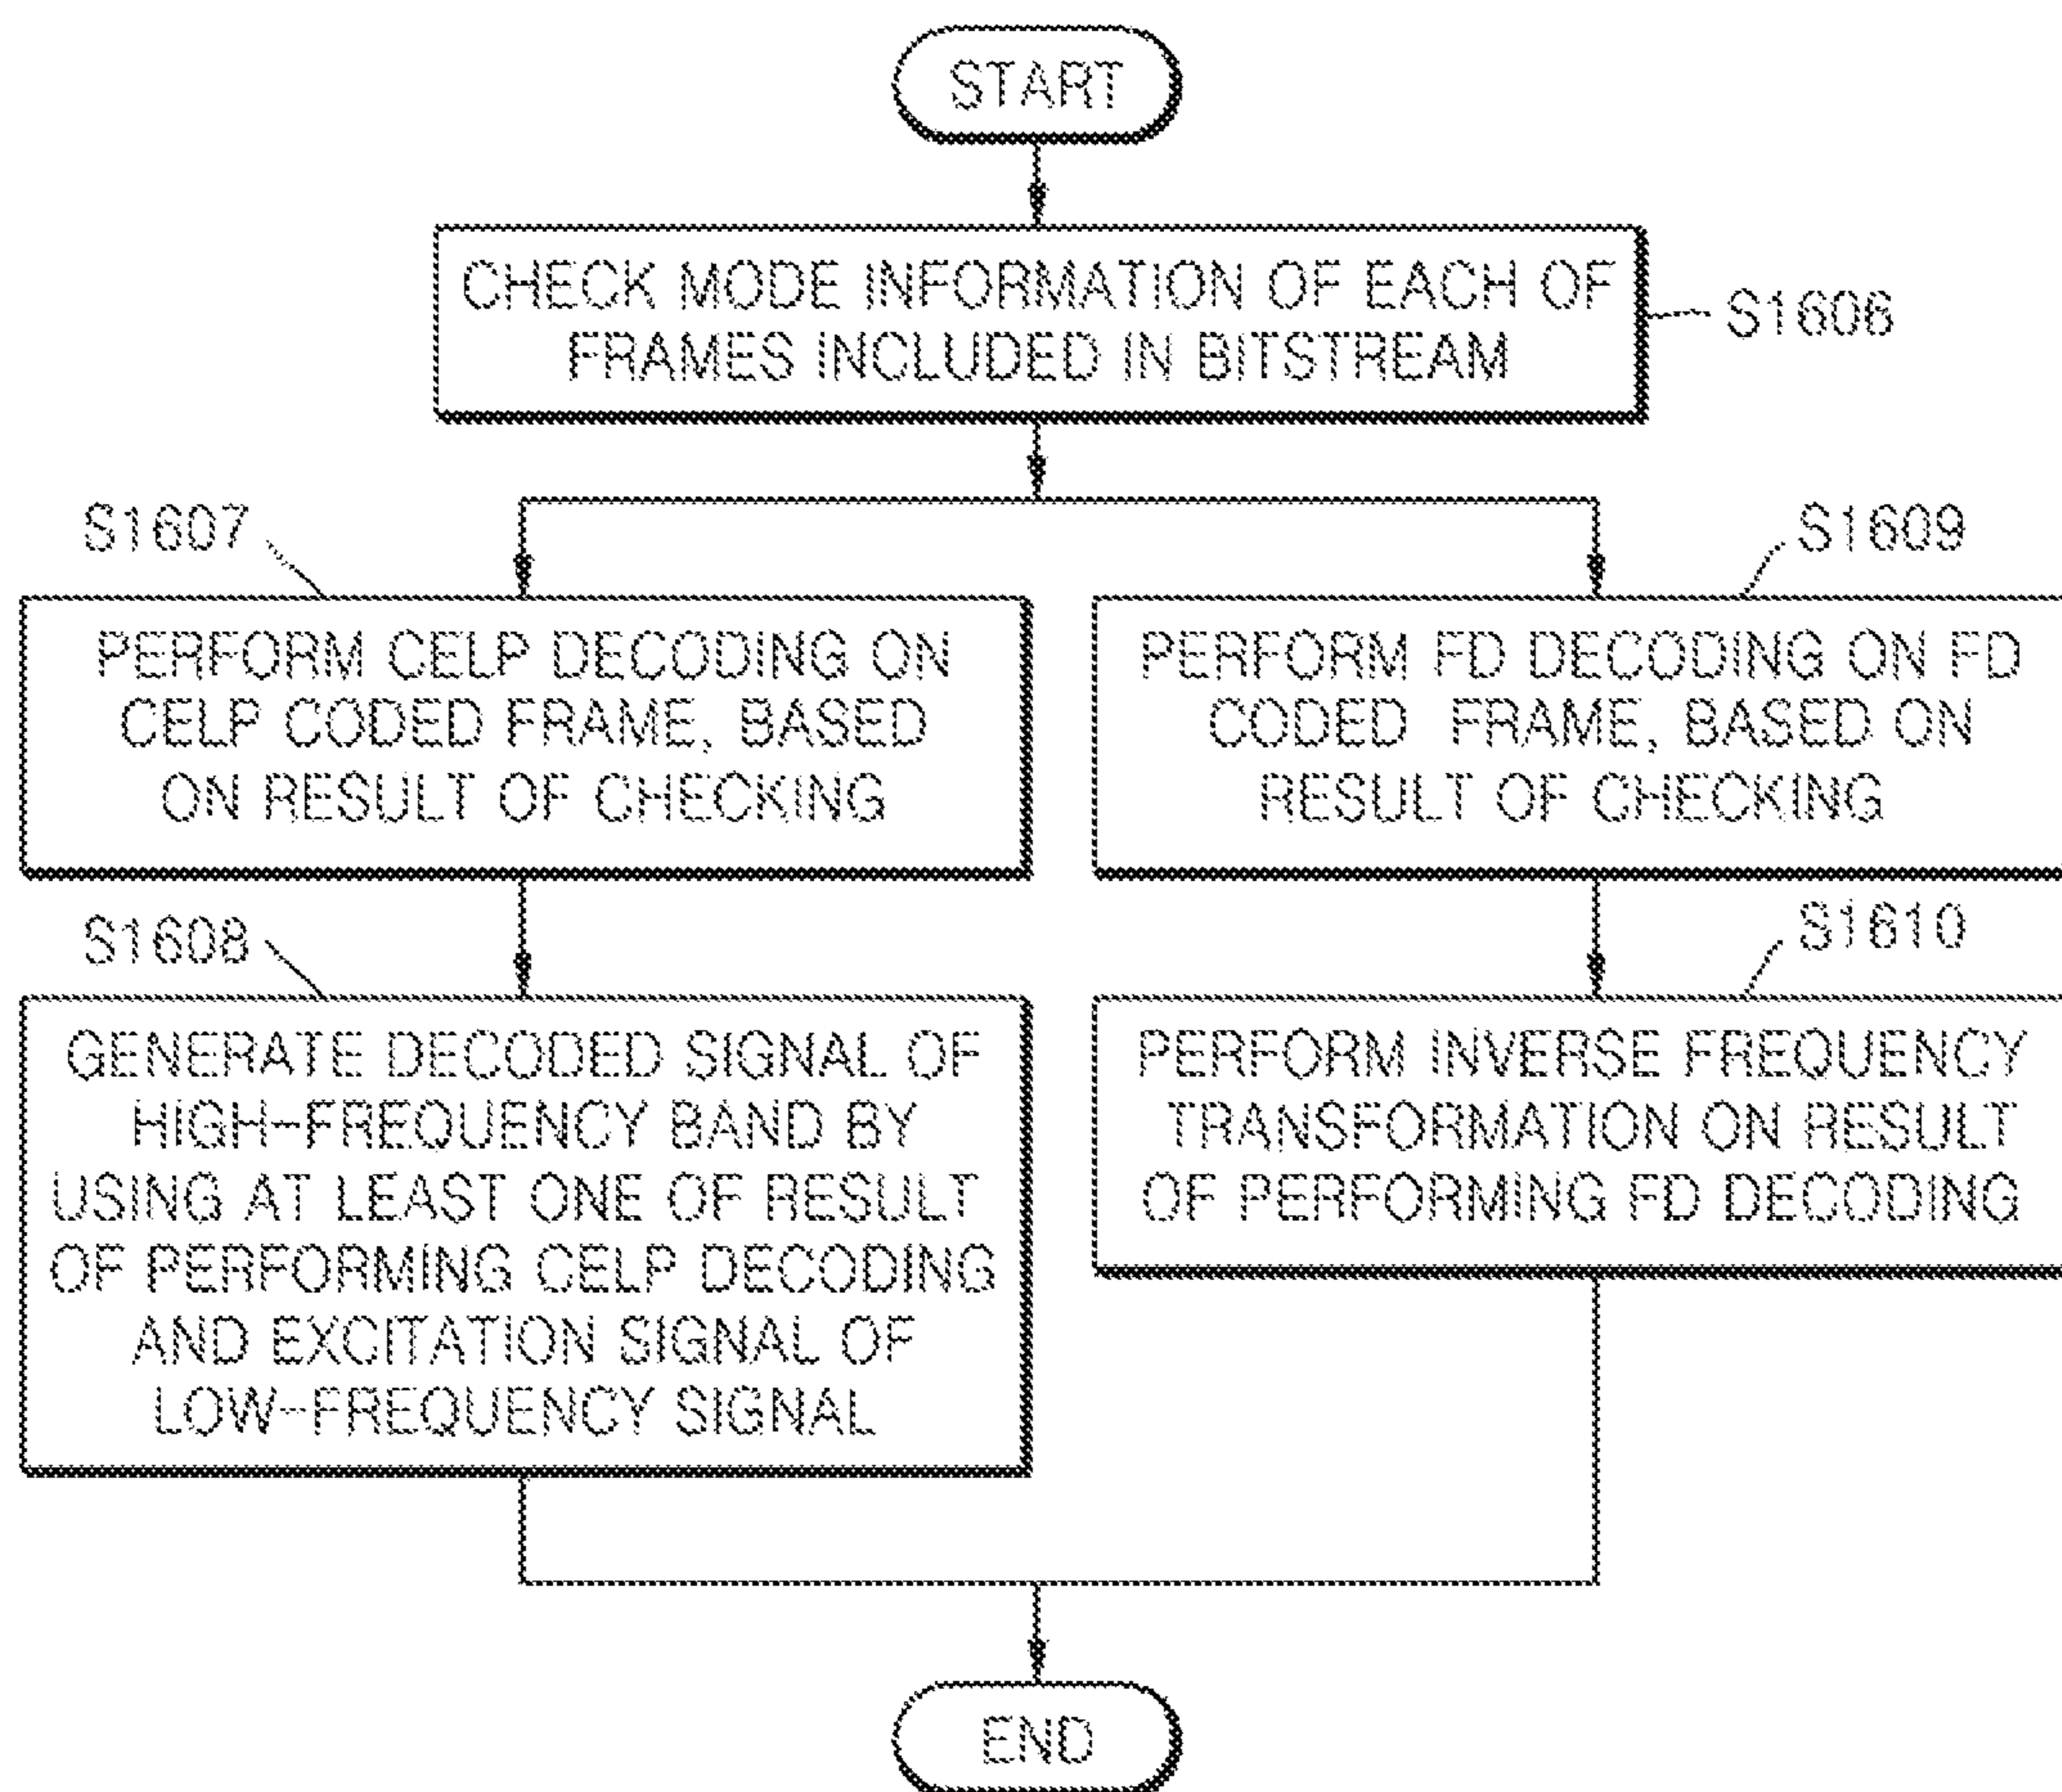 START
CHECK MODE INFORMATION OF EACH OF
FRAMES INCLUDED IN BITSTREAM
S1606
S1607
PERFORM CELP DECODING ON
CELP CODED FRAME, BASED
ON RESULT OF CHECKING
S1609
PERFORM FD DECODING ON FD
CODED FRAME, BASED ON
RESULT OF CHECKING
S1608
GENERATE DECODED SIGNAL OF
HIGH-FREQUENCY BAND BY
USING AT LEAST ONE OF RESULT
OF PERFORMING CELP DECODING
AND EXCITATION SIGNAL OF
LOW-FREQUENCY SIGNAL
S1610
PERFORM INVERSE FREQUENCY
TRANSFORMATION ON RESULT
OF PERFORMING FD DECODING
END